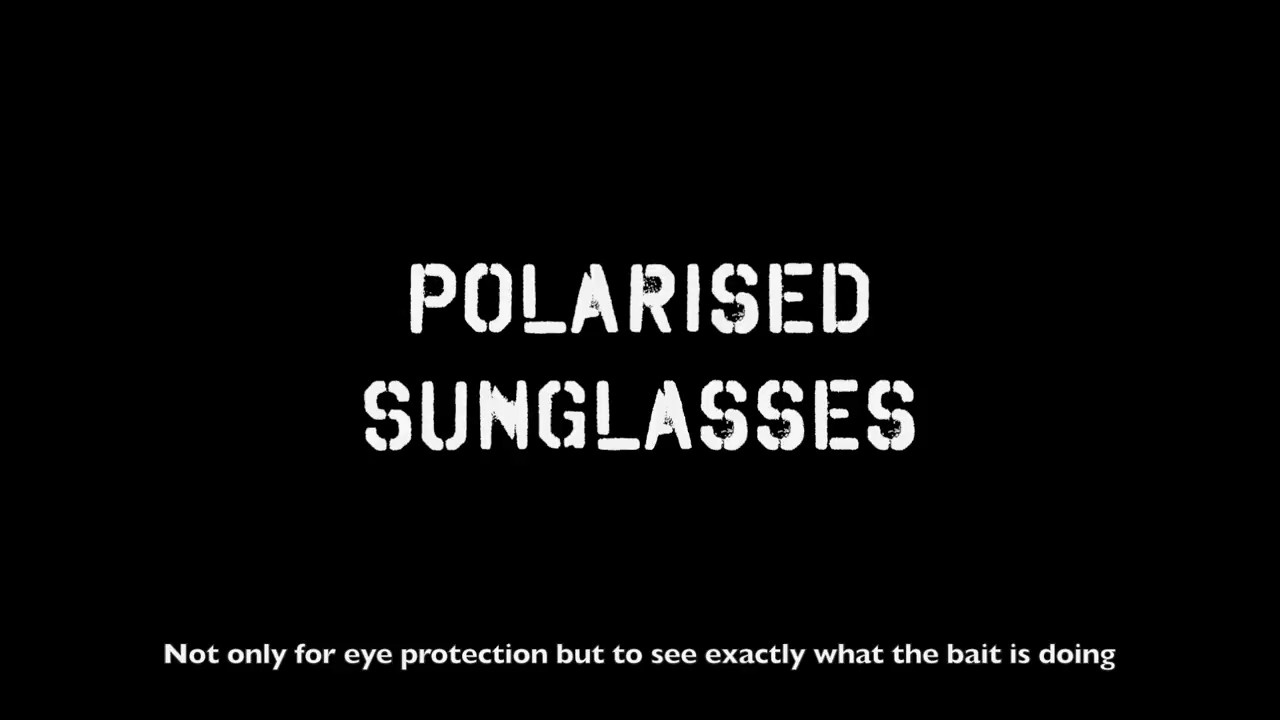 POLARISED
SUNGLASSES
Not only for eye protection but to see exactly what the bait is doing